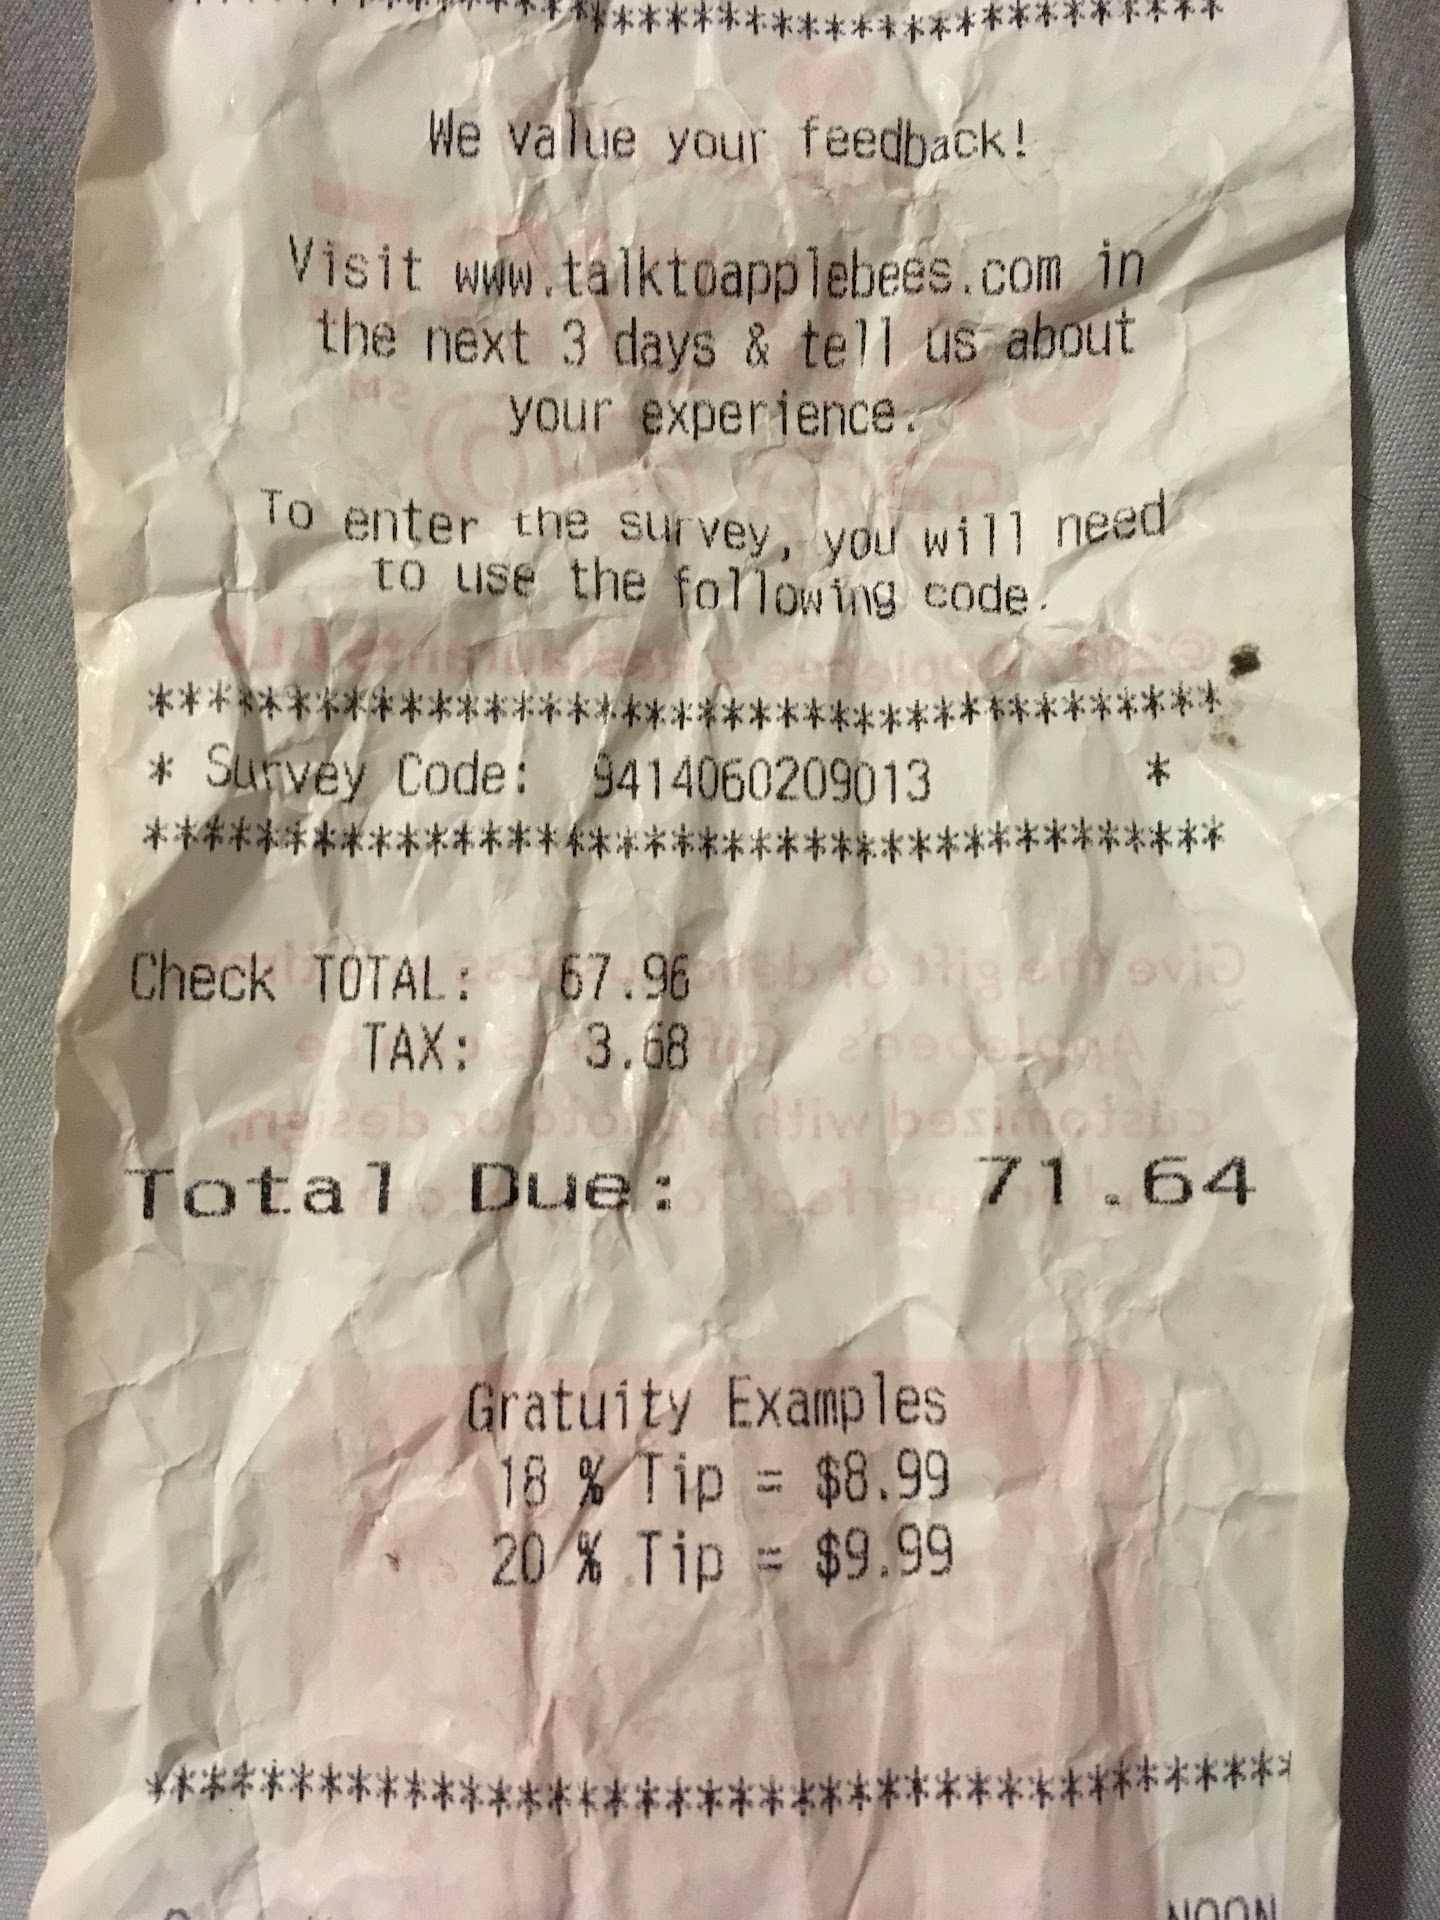 ***************************************
We value your feedback!
Visit www.talktoapplebees.com in
the next 3 days & tell us about
your experience.
To enter the survey, you will need
to use the following code.
***************************************
* Survey Code: 9414060209013 *
***************************************
Check TOTAL: 67.96
TAX: 3.68
Total Due: 71.64
Gratuity Examples
18 % Tip = $8.99
20 % Tip = $9.99
***************************************
NOON